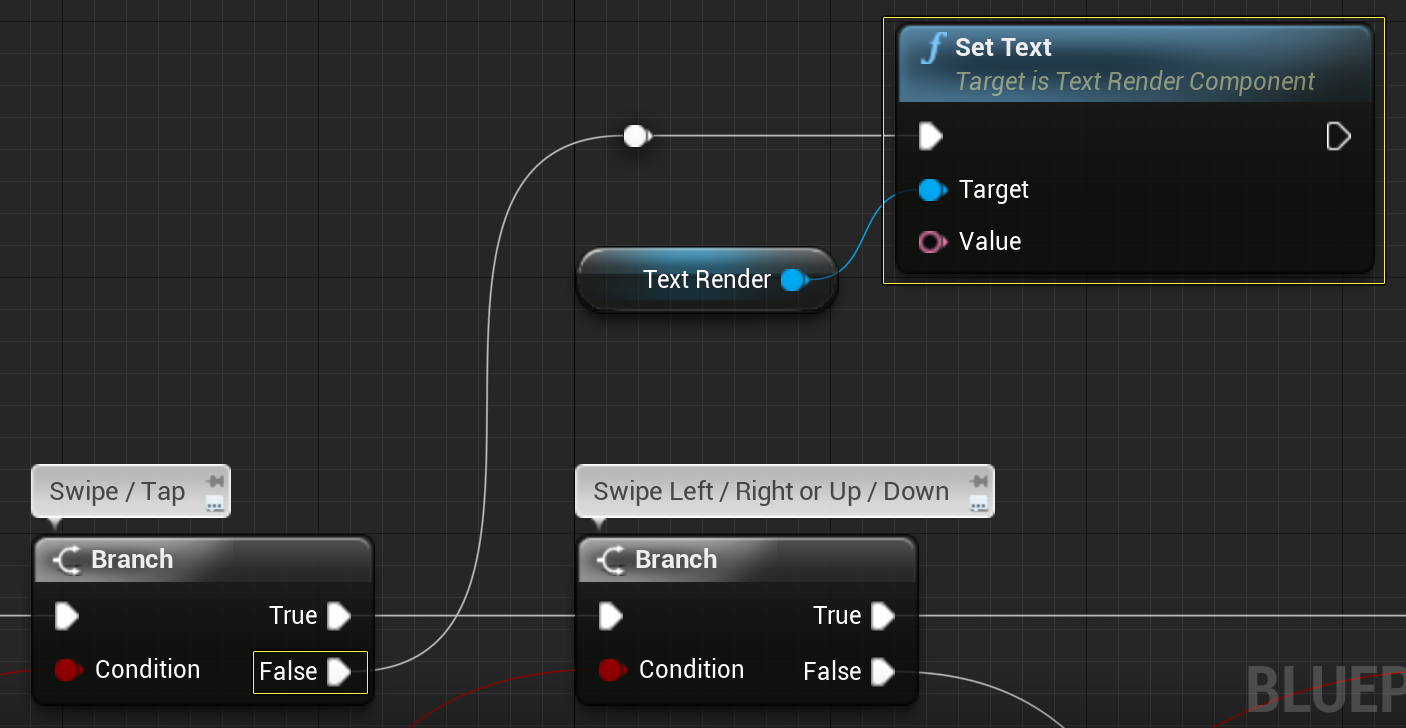 Set Text
Target is Text Render Component
Target
Value
Text Render
Swipe / Tap
Swipe Left / Right or Up / Down
Branch
True
Condition
False
Branch
True
Condition
False
BLUEP